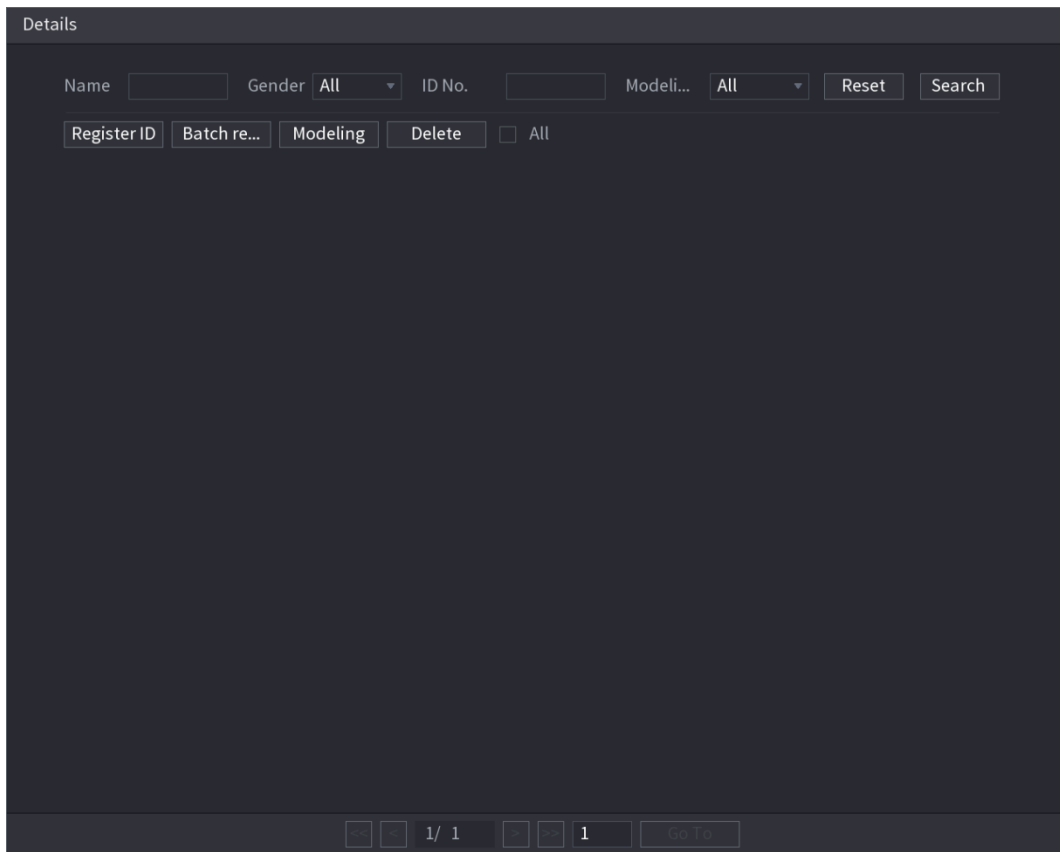 Details
Name Gender All ID No. Modeli... All Reset Search
Register ID Batch re... Modeling Delete All
<< < 1/ 1 > >> 1 Go To